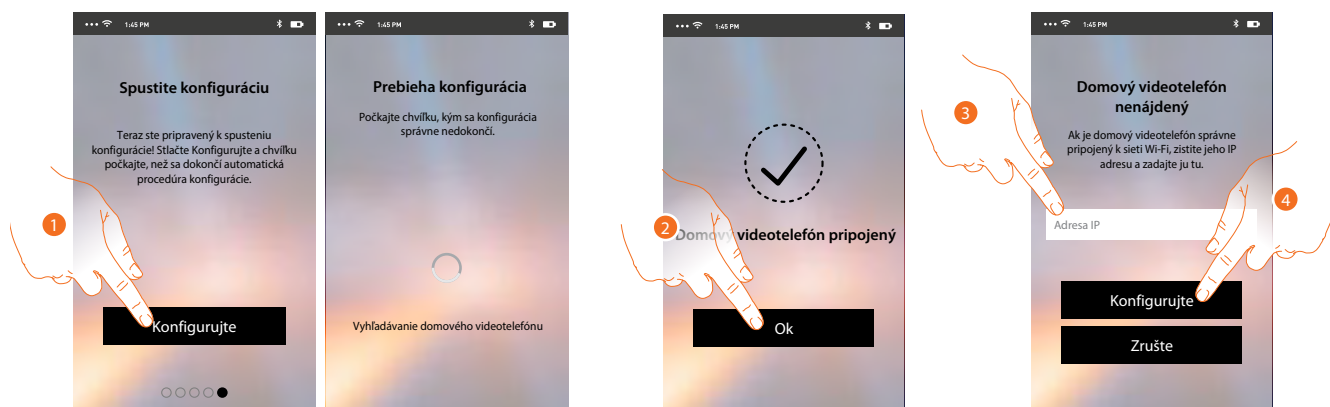 1:45 PM
Spustite konfiguráciu
Teraz ste pripravený k spusteniu
konfigurácie! Stlačte Konfigurujte a chvíľku
počkajte, než sa dokončí automatická
procedúra konfigurácie.
1
Konfigurujte
1:45 PM
Prebieha konfigurácia
Počkajte chvíľku, kým sa konfigurácia
správne nedokončí.
Vyhľadávanie domového videotelefónu
1:45 PM
2
Domový videotelefón pripojený
Ok
1:45 PM
Domový videotelefón
nenájdený
3
Ak je domový videotelefón správne
pripojený k sieti Wi-Fi, zistite jeho IP
adresu a zadajte ju tu.
4
Adresa IP
Konfigurujte
Zrušte